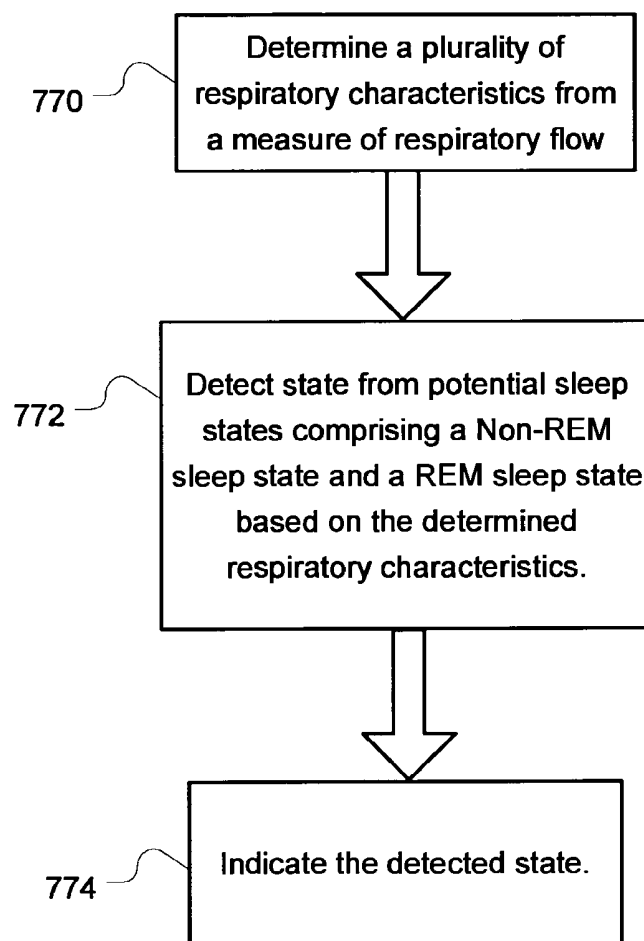 Determine a plurality of
respiratory characteristics from
a measure of respiratory flow
770
Detect state from potential sleep
states comprising a Non-REM
sleep state and a REM sleep state
based on the determined
respiratory characteristics.
772
Indicate the detected state.
774